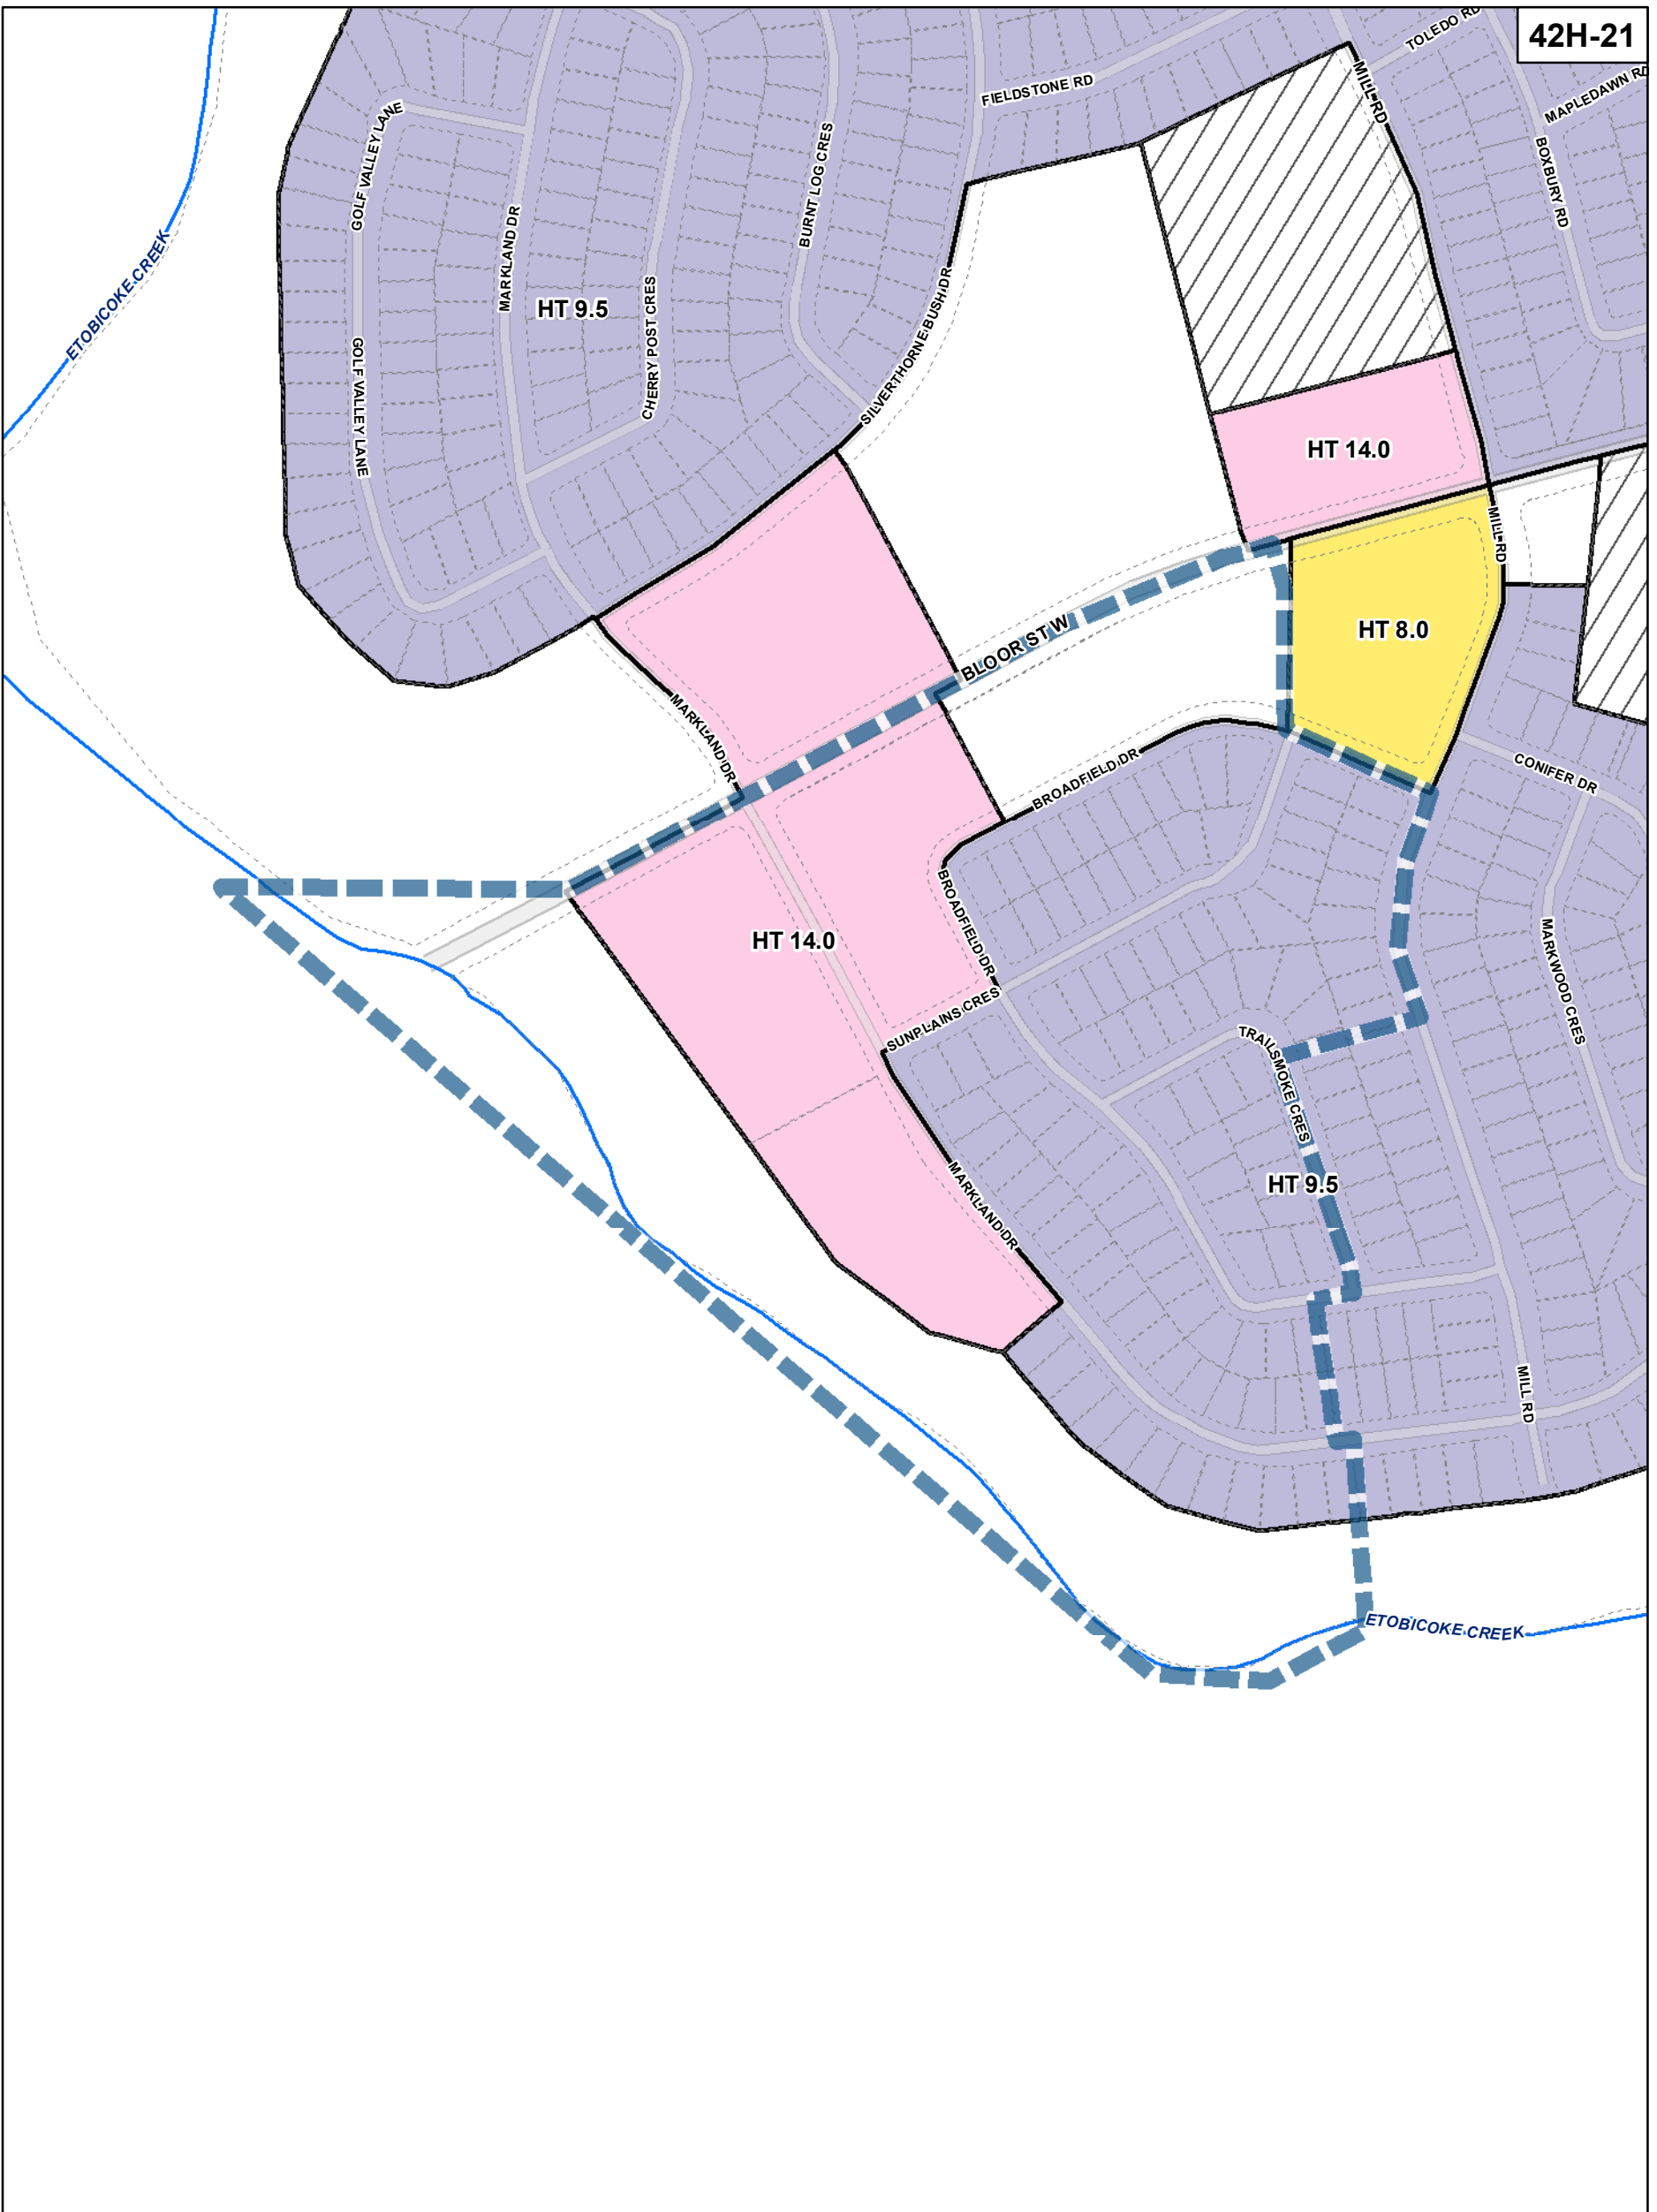 42H-21
TOLEDO RD
MILL RD
MAPLEDAWN RD
FIELDSTONE RD
GOLF VALLEY LANE
BURNT LOG CRES
BOXBURY RD
MARKLAND DR
ETOBICOKE CREEK
HT 9.5
CHERRY POST CRES
SILVERTHORNE BUSH DR
GOLF VALLEY LANE
HT 14.0
MILL RD
HT 8.0
BLOOR ST W
MARKLAND DR
BROADFIELD DR
CONIFER DR
BROADFIELD DR
HT 14.0
MARKWOOD CRES
SUNPLAINS CRES
TRAILSMOKE CRES
MARKLAND DR
HT 9.5
MILL RD
ETOBICOKE CREEK